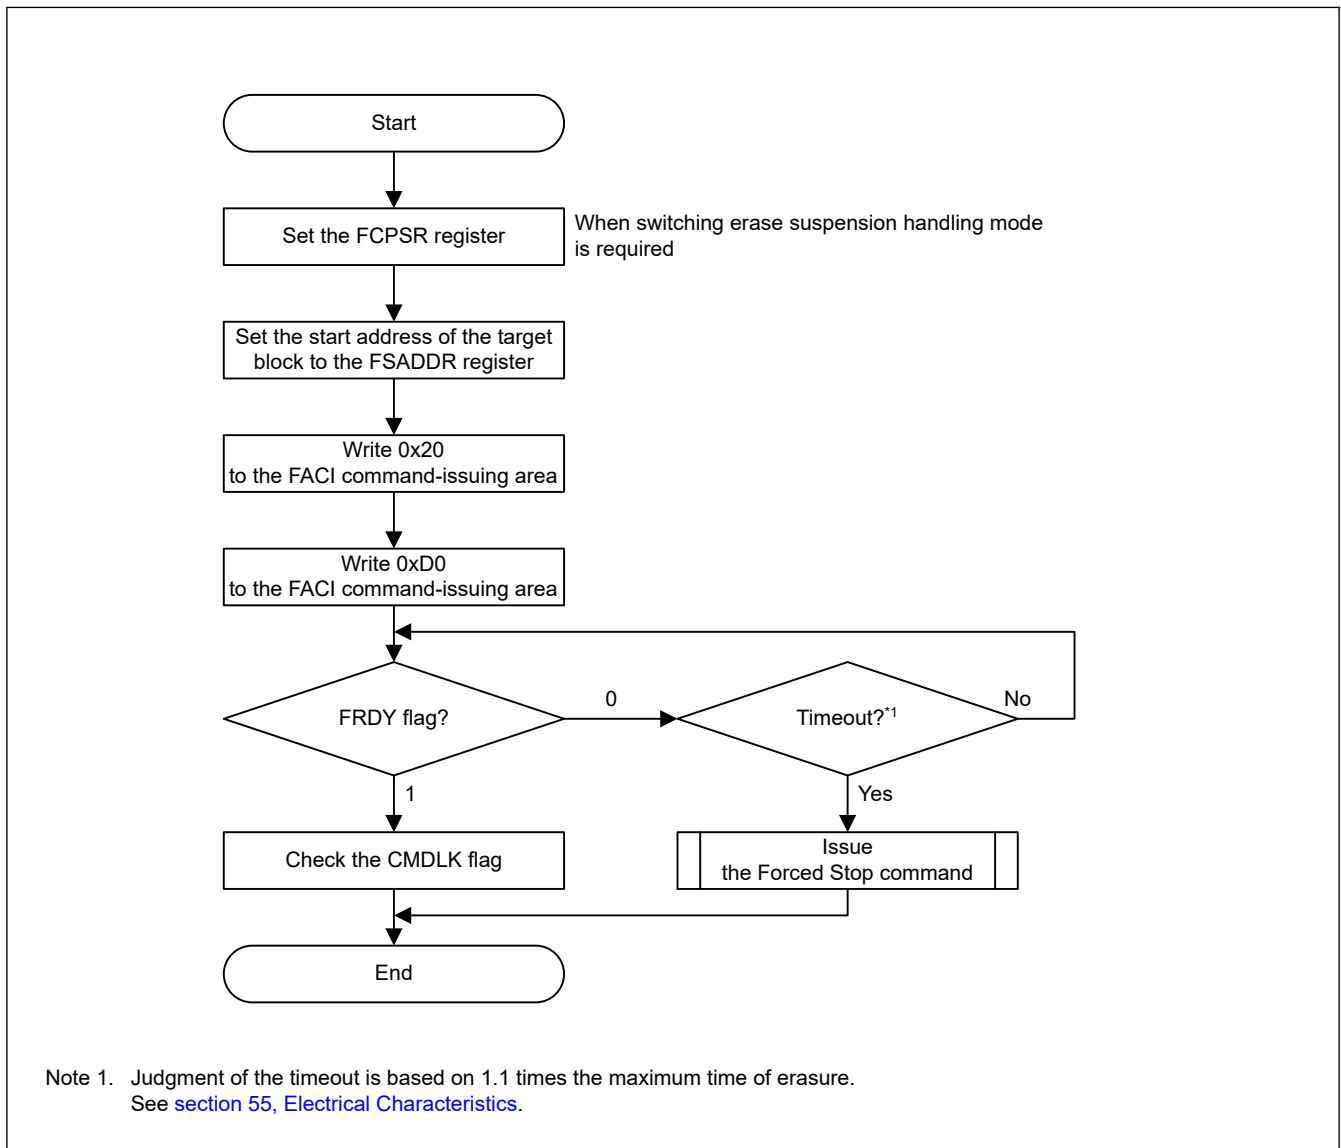 Start
Set the FCPSR register
When switching erase suspension handling mode
is required
Set the start address of the target
block to the FSADDR register
Write 0x20
to the FACI command-issuing area
Write 0xD0
to the FACI command-issuing area
FRDY flag?
0
Timeout?*1
No
1
Yes
Check the CMDLK flag
Issue
the Forced Stop command
End
Note 1. Judgment of the timeout is based on 1.1 times the maximum time of erasure.
See section 55, Electrical Characteristics.